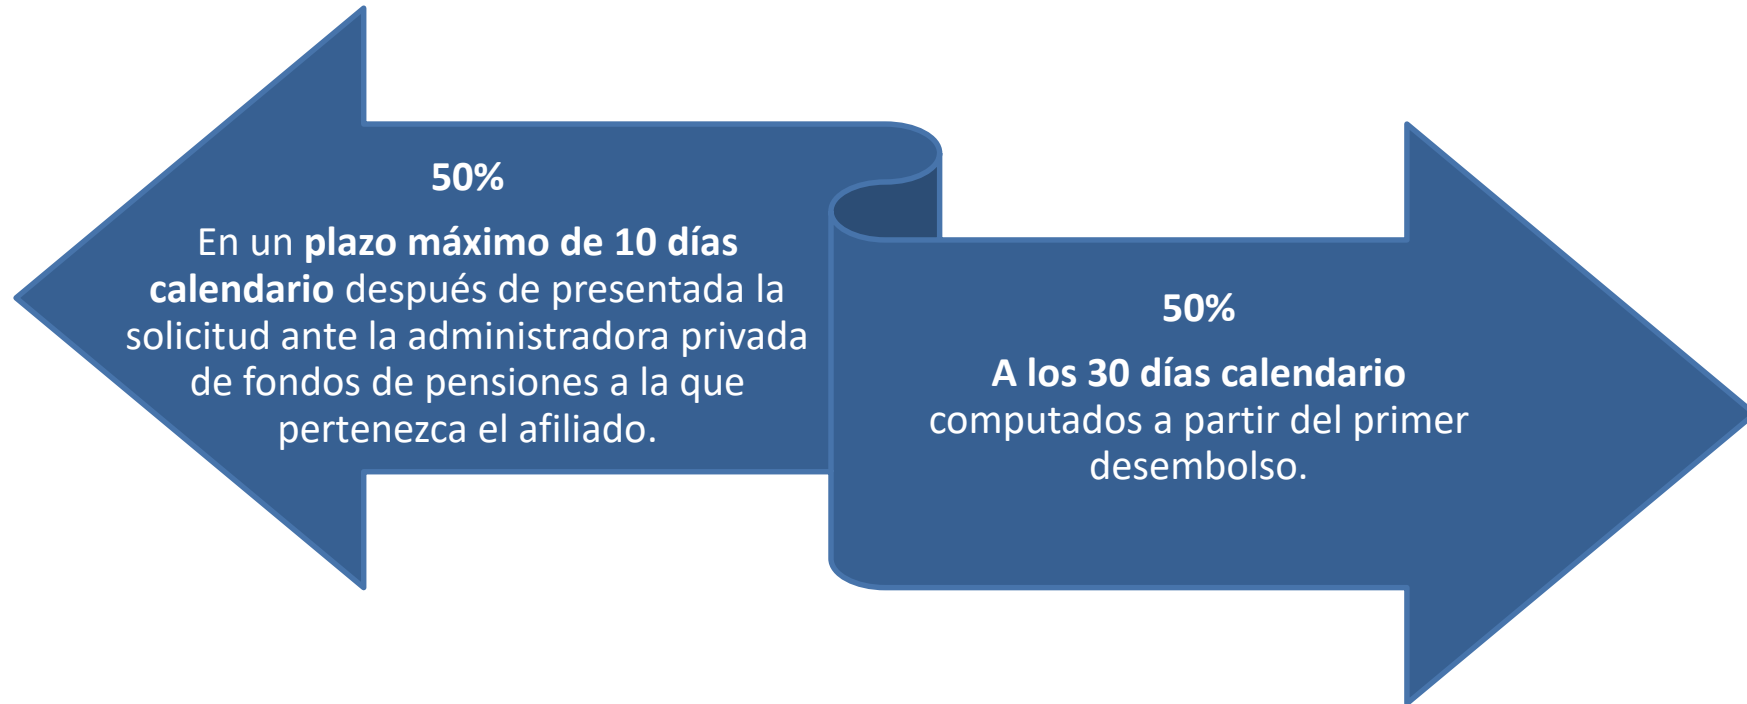 50%
En un plazo máximo de 10 días
calendario después de presentada la
solicitud ante la administradora privada
de fondos de pensiones a la que
pertenezca el afiliado.
50%
A los 30 días calendario
computados a partir del primer
desembolso.